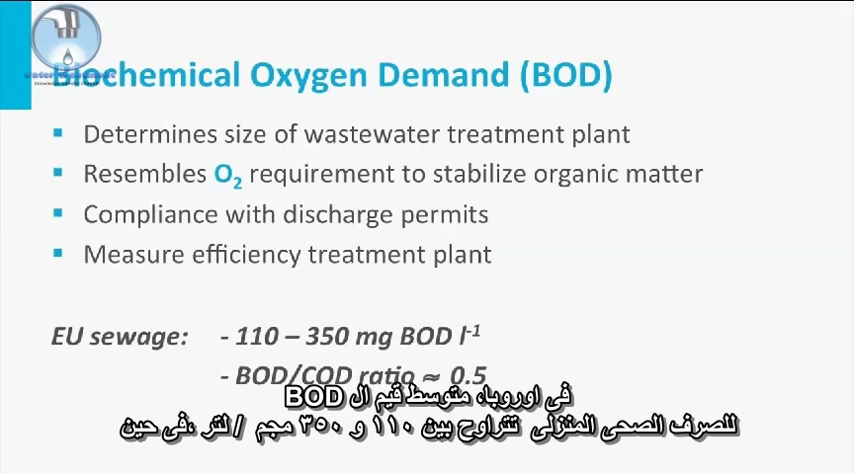 Biochemical Oxygen Demand (BOD)
▪ Determines size of wastewater treatment plant
▪ Resembles O₂ requirement to stabilize organic matter
▪ Compliance with discharge permits
▪ Measure efficiency treatment plant
EU sewage: - 110 – 350 mg BOD l⁻¹
- BOD/COD ratio ≈ 0.5
فى اوروبا، متوسط قيم ال BOD
للصرف الصحى المنزلى تتراوح بين ١١٠ و ٣٥٠ مجم / لتر ،فى حين